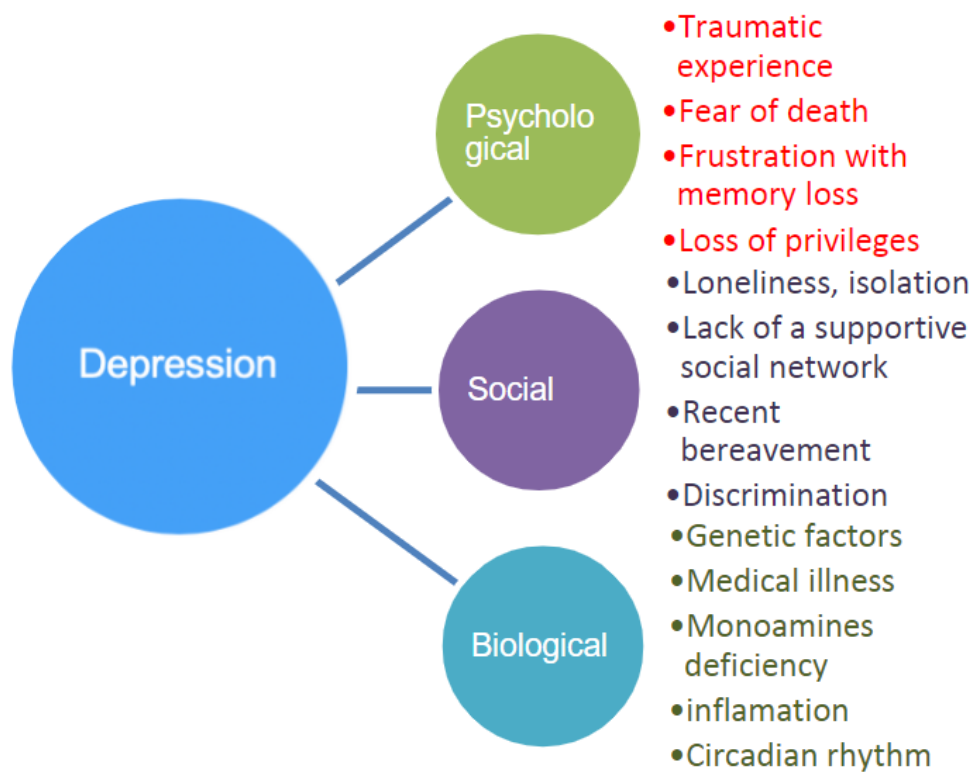 Depression
Psycholo
gical
•Traumatic
experience
•Fear of death
•Frustration with
memory loss
•Loss of privileges
Social
•Loneliness, isolation
•Lack of a supportive
social network
•Recent
bereavement
•Discrimination
Biological
•Genetic factors
•Medical illness
•Monoamines
deficiency
•inflamation
•Circadian rhythm